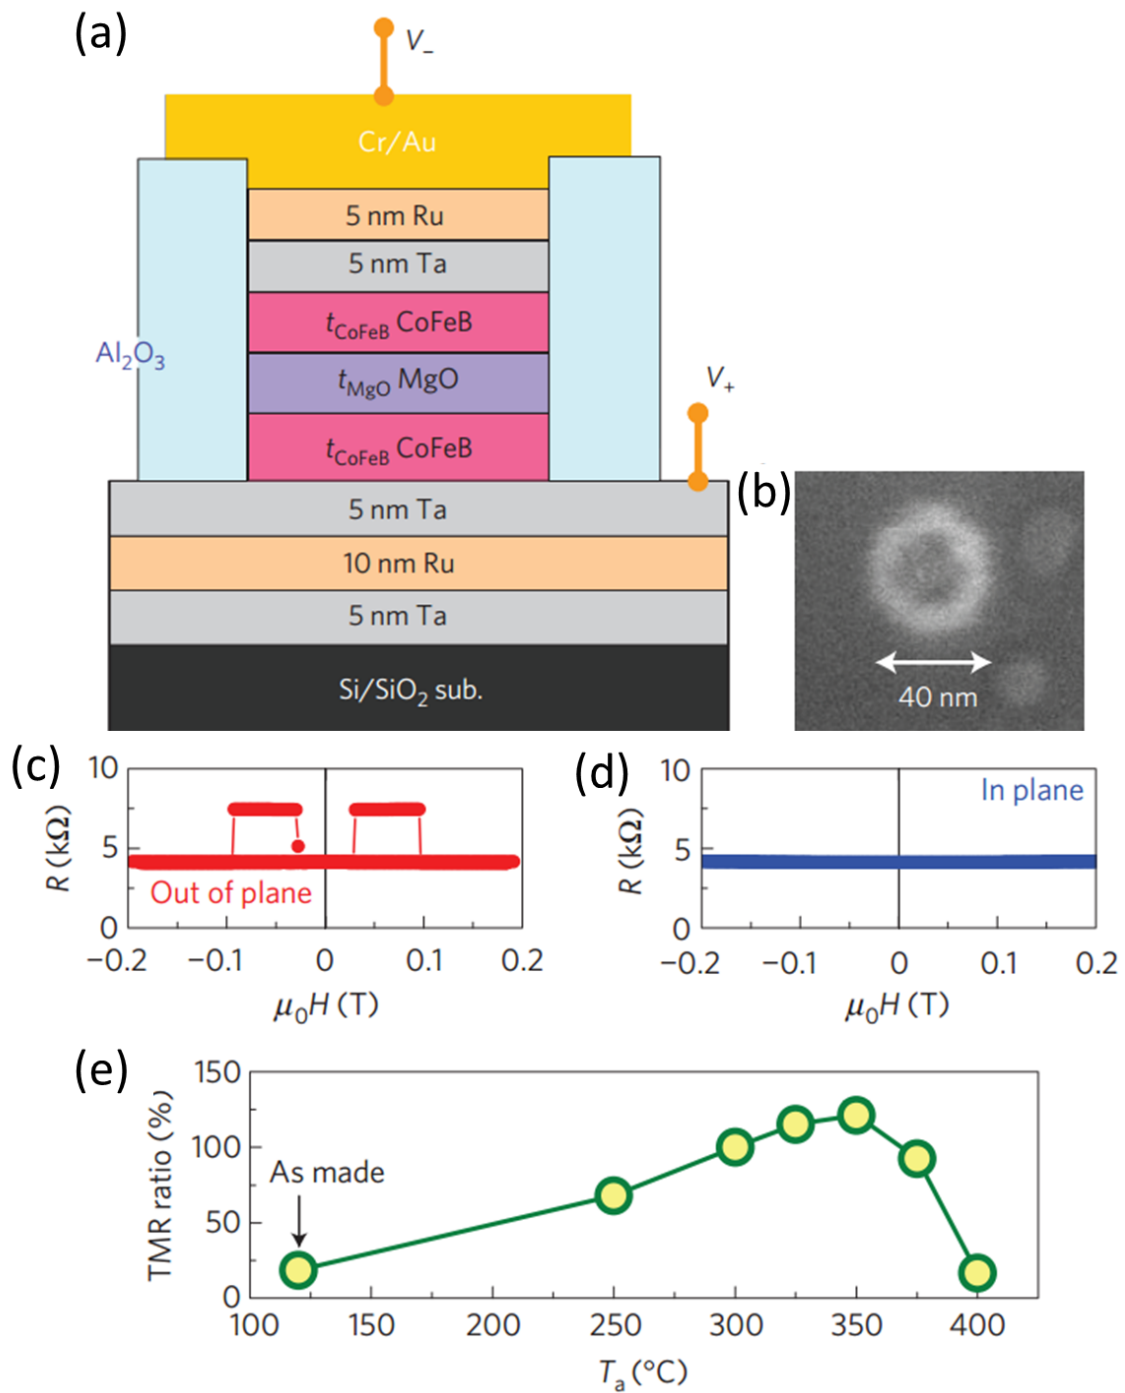 (a)
V₋
Cr/Au
5 nm Ru
5 nm Ta
t_CoFeB CoFeB
Al₂O₃
t_MgO MgO
V₊
t_CoFeB CoFeB
5 nm Ta
10 nm Ru
5 nm Ta
Si/SiO₂ sub.
(b)
40 nm
(c)
10
5
0
R (kΩ)
Out of plane
−0.2 −0.1 0 0.1 0.2
μ₀H (T)
(d)
10
5
0
R (kΩ)
In plane
−0.2 −0.1 0 0.1 0.2
μ₀H (T)
(e)
150
100
50
0
TMR ratio (%)
As made
100 150 200 250 300 350 400
Tₐ (°C)